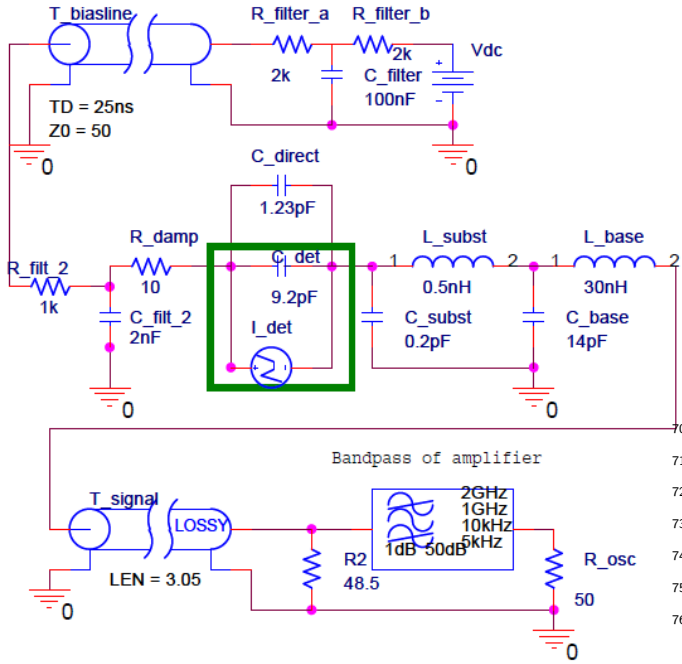 T_biasline
R_filter_a
R_filter_b
2k
2k
Vdc
C_filter
100nF
+
-
TD = 25ns
Z0 = 50
0
0
C_direct
1.23pF
R_damp
C_det
L_subst
L_base
1
2
1
2
R_filt_2
10
9.2pF
0.5nH
30nH
1k
C_filt_2
2nF
I_det
+
-
C_subst
0.2pF
C_base
14pF
0
0
70
Bandpass of amplifier
71
T_signal
LOSSY
2GHz
1GHz
10kHz
5kHz
1dB 50dB
72
73
R2
48.5
R_osc
50
74
LEN = 3.05
75
76
0
0